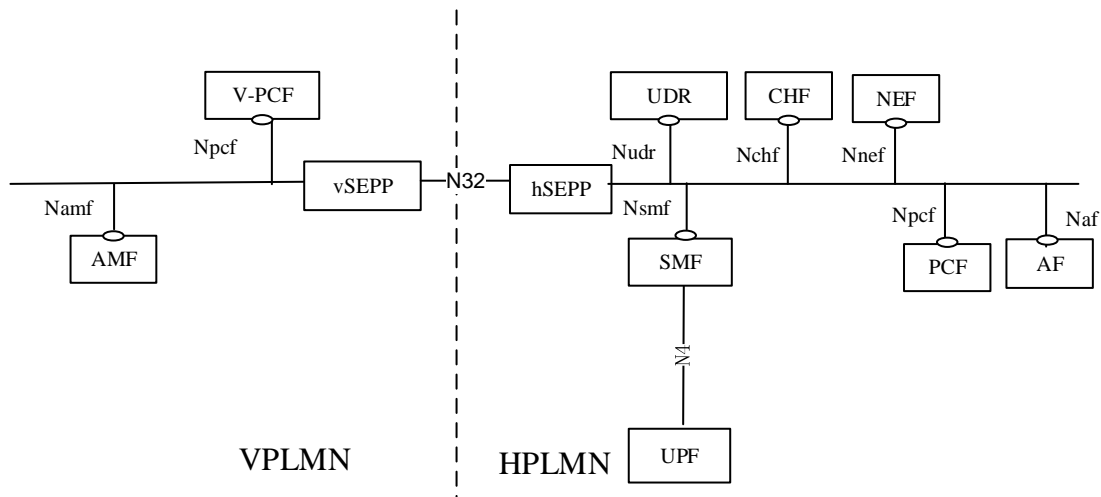 V-PCF
UDR
CHF
NEF
Npcf
Nudr
Nchf
Nnef
vSEPP
N32
hSEPP
Namf
Nsmf
Npcf
Naf
AMF
SMF
PCF
AF
N4
VPLMN
HPLMN
UPF